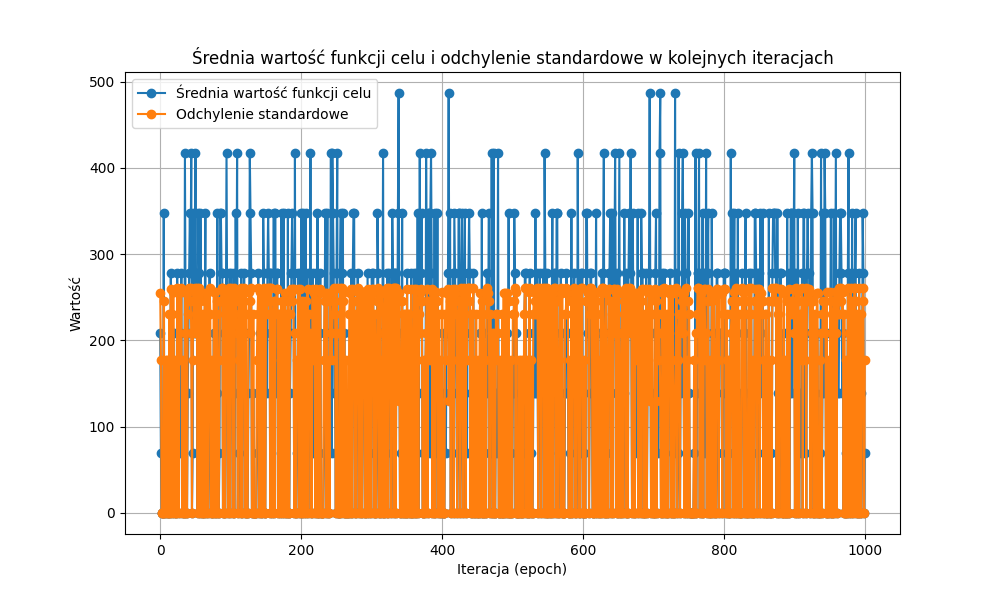 Średnia wartość funkcji celu i odchylenie standardowe w kolejnych iteracjach
Średnia wartość funkcji celu
Odchylenie standardowe
Wartość
500
400
300
200
100
0
0 200 400 600 800 1000
Iteracja (epoch)